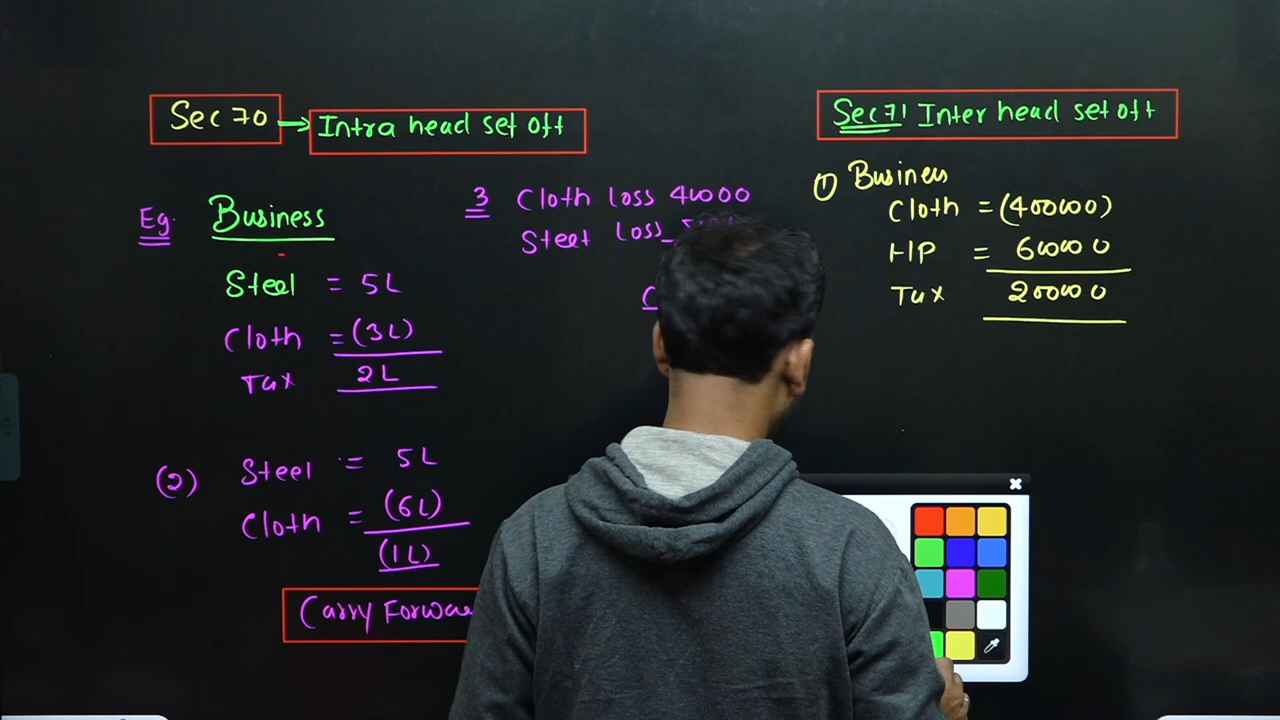 Sec 70 → Intra head set off
Eg. Business
Steel = 5L
Cloth = (3L)
Tax 2L
(2) Steel = 5L
Cloth = (6L)
(1L)
Carry Forwa
3 Cloth loss 40000
Steel loss
Sec 71 Inter head set off
① Business
Cloth = (400000)
HP = 600000
Tax 200000